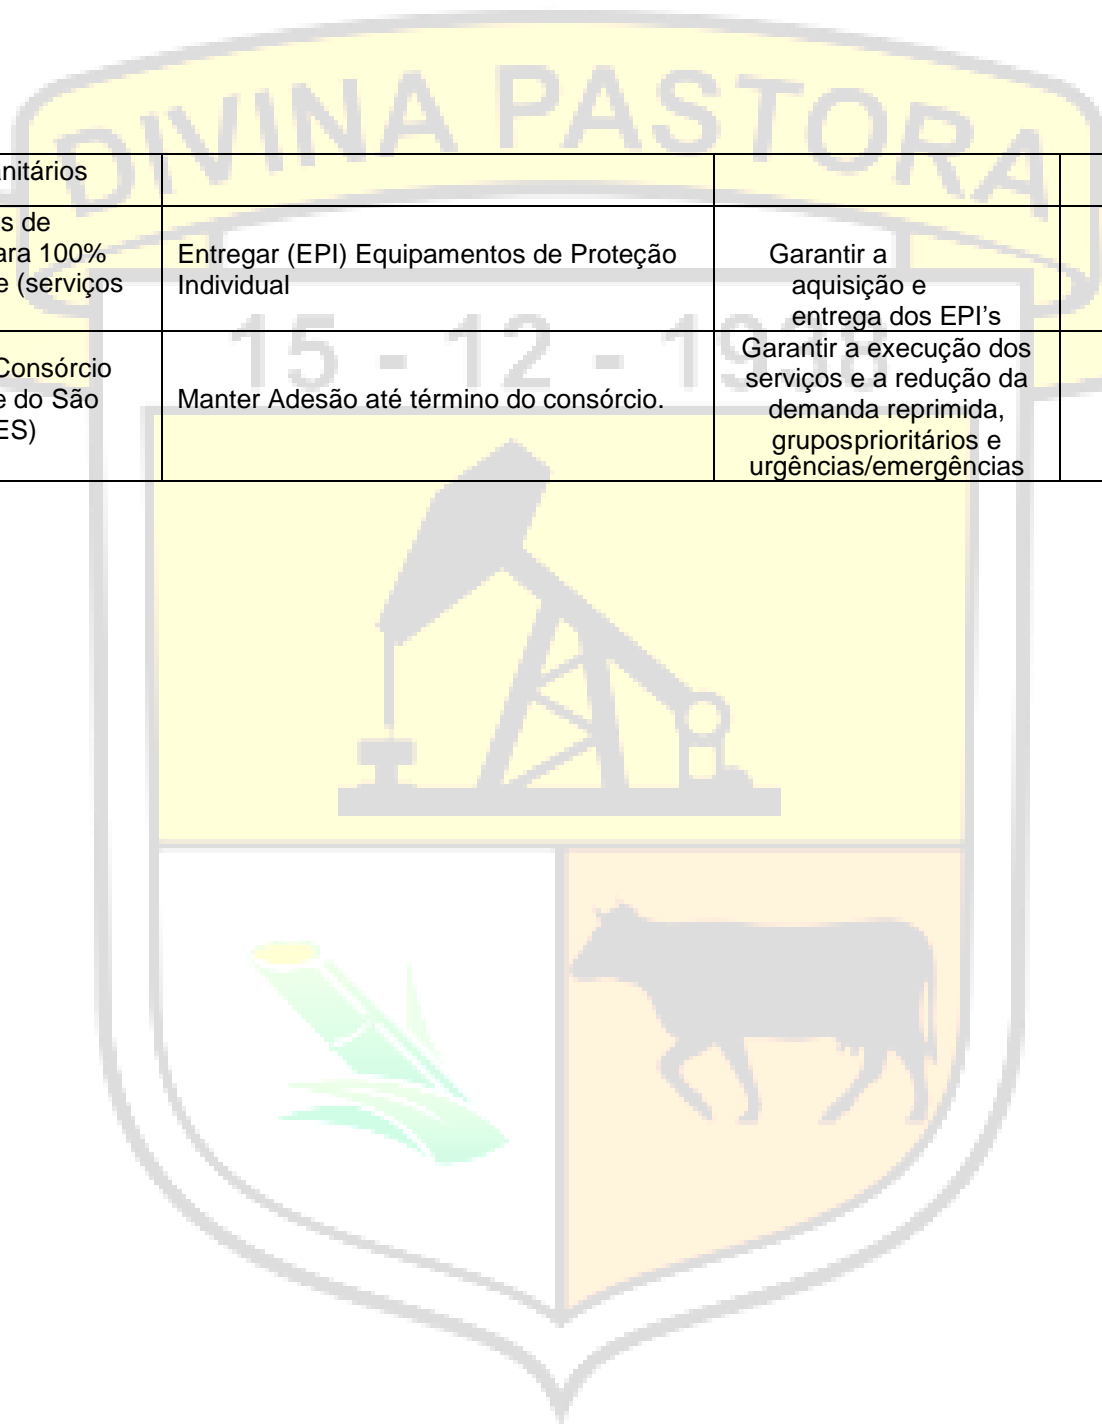 DIVINA PASTORA
15 - 12 - 1938
nitários
s de
ara 100%
e (serviços
Entregar (EPI) Equipamentos de Proteção
Individual
Garantir a
aquisição e
entrega dos EPI's
Consórcio
e do São
ES)
Manter Adesão até término do consórcio.
Garantir a execução dos
serviços e a redução da
demanda reprimida,
gruposprioritários e
urgências/emergências